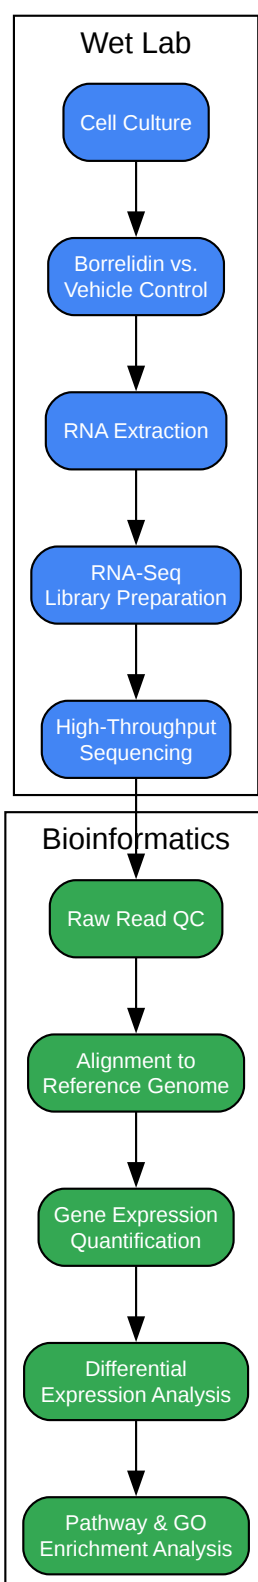 Wet Lab
Cell Culture
Borrelidin vs.
Vehicle Control
RNA Extraction
RNA-Seq
Library Preparation
High-Throughput
Sequencing
Bioinformatics
Raw Read QC
Alignment to
Reference Genome
Gene Expression
Quantification
Differential
Expression Analysis
Pathway & GO
Enrichment Analysis